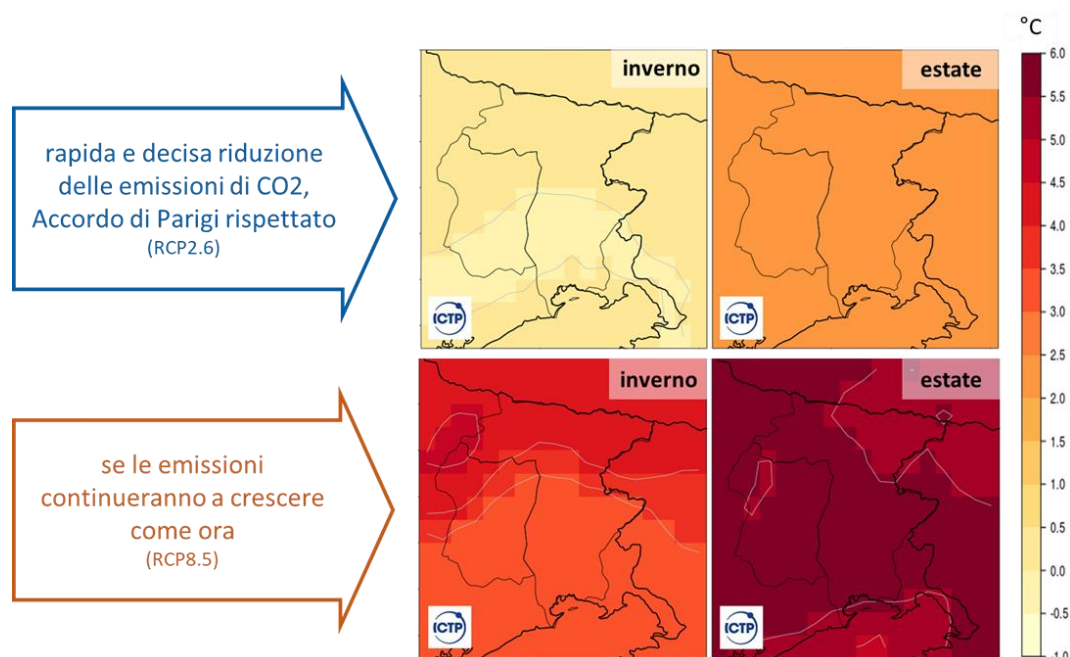 °C
inverno
estate
6.0
5.5
5.0
4.5
4.0
3.5
3.0
2.5
2.0
1.5
1.0
0.5
0.0
-0.5
-1.0
rapida e decisa riduzione
delle emissioni di CO2,
Accordo di Parigi rispettato
(RCP2.6)
ICTP
ICTP
inverno
estate
se le emissioni
continueranno a crescere
come ora
(RCP8.5)
ICTP
ICTP